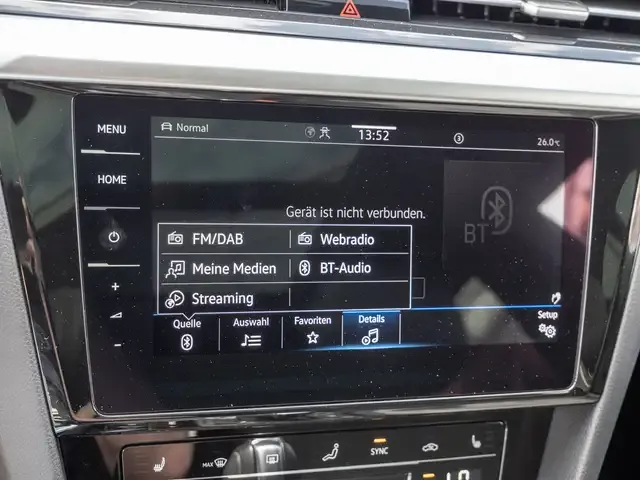 MENU
HOME
+
-
Normal
13:52
3
26.0°C
Gerät ist nicht verbunden.
BT
FM/DAB
Webradio
Meine Medien
BT-Audio
Streaming
Quelle
Auswahl
Favoriten
Details
Setup
MAX
SYNC